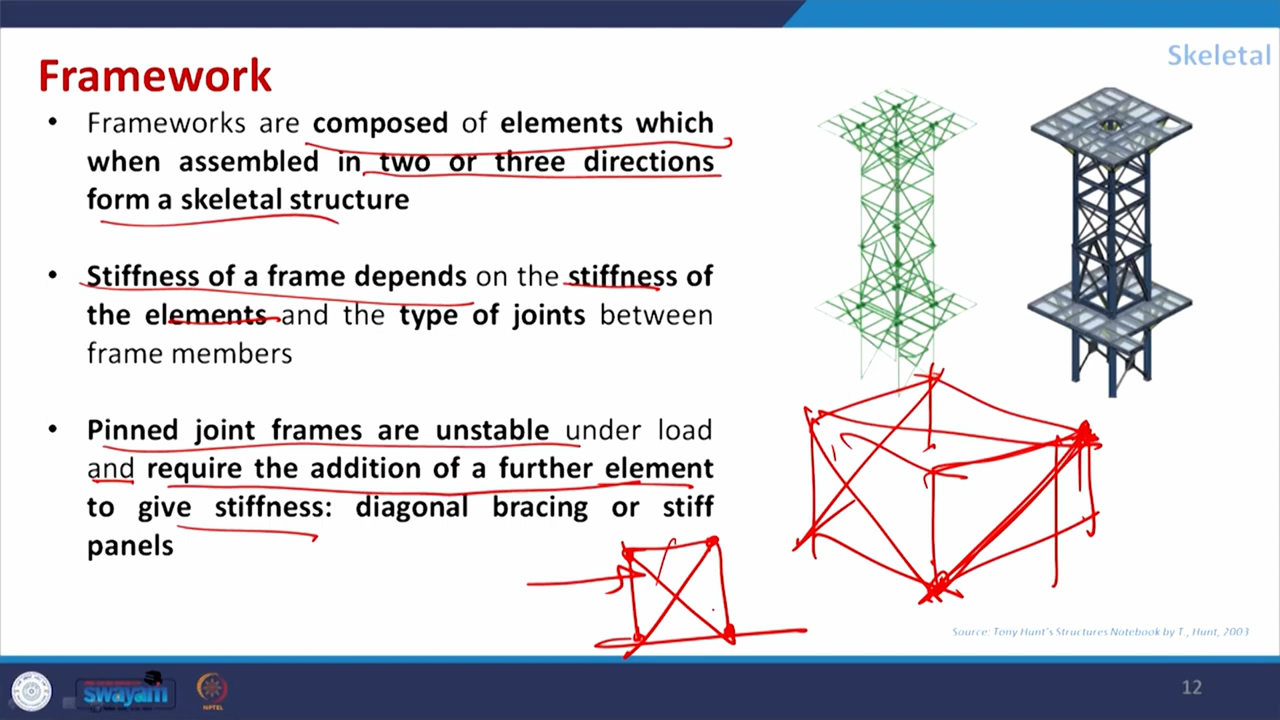 Skeletal
Framework
• Frameworks are composed of elements which
when assembled in two or three directions
form a skeletal structure
• Stiffness of a frame depends on the stiffness of
the elements and the type of joints between
frame members
• Pinned joint frames are unstable under load
and require the addition of a further element
to give stiffness: diagonal bracing or stiff
panels
Source: Tony Hunt's Structures Notebook by T., Hunt, 2003
swayam
NPTEL
12